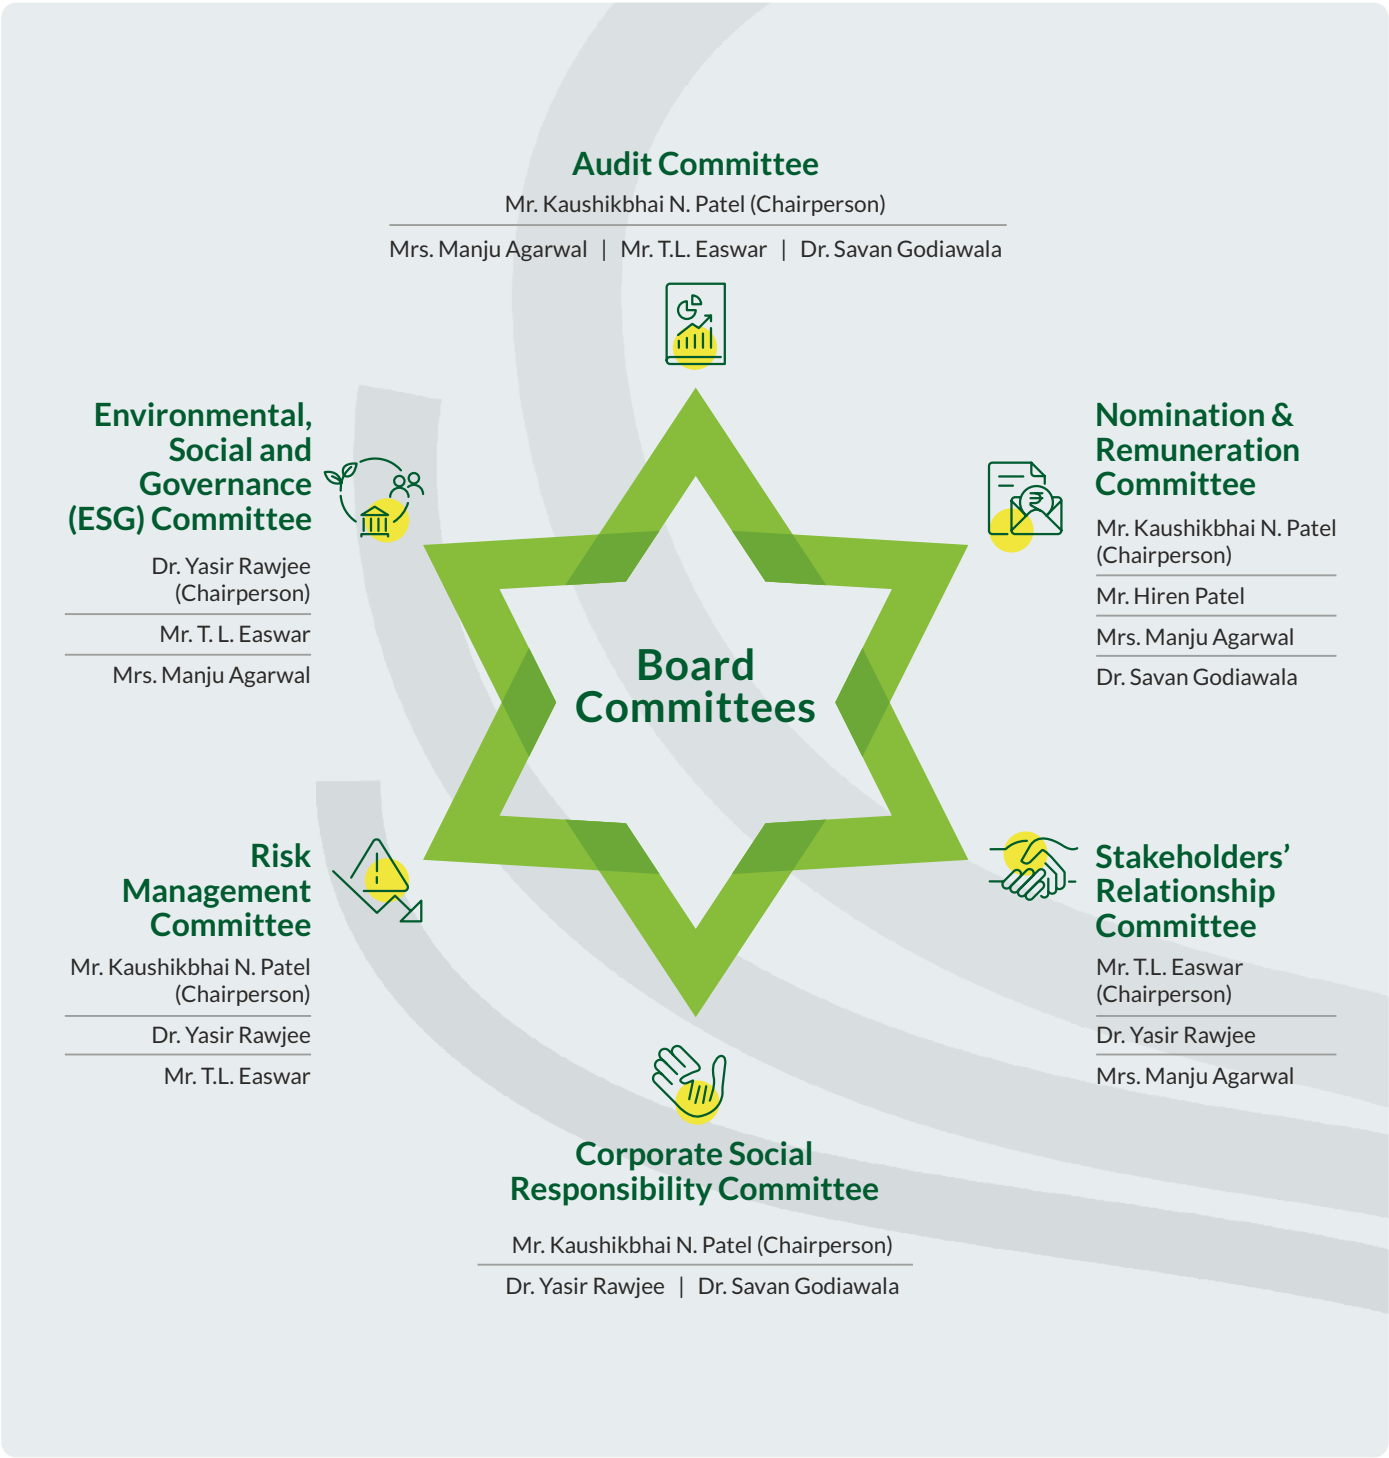 Audit Committee
Mr. Kaushikbhai N. Patel (Chairperson)
Mrs. Manju Agarwal | Mr. T.L. Easwar | Dr. Savan Godiawala
Environmental,
Social and
Governance
(ESG) Committee
Dr. Yasir Rawjee
(Chairperson)
Mr. T. L. Easwar
Mrs. Manju Agarwal
Nomination &
Remuneration
Committee
Mr. Kaushikbhai N. Patel
(Chairperson)
Mr. Hiren Patel
Mrs. Manju Agarwal
Dr. Savan Godiawala
Board
Committees
Risk
Management
Committee
Mr. Kaushikbhai N. Patel
(Chairperson)
Dr. Yasir Rawjee
Mr. T.L. Easwar
Stakeholders’
Relationship
Committee
Mr. T.L. Easwar
(Chairperson)
Dr. Yasir Rawjee
Mrs. Manju Agarwal
Corporate Social
Responsibility Committee
Mr. Kaushikbhai N. Patel (Chairperson)
Dr. Yasir Rawjee | Dr. Savan Godiawala